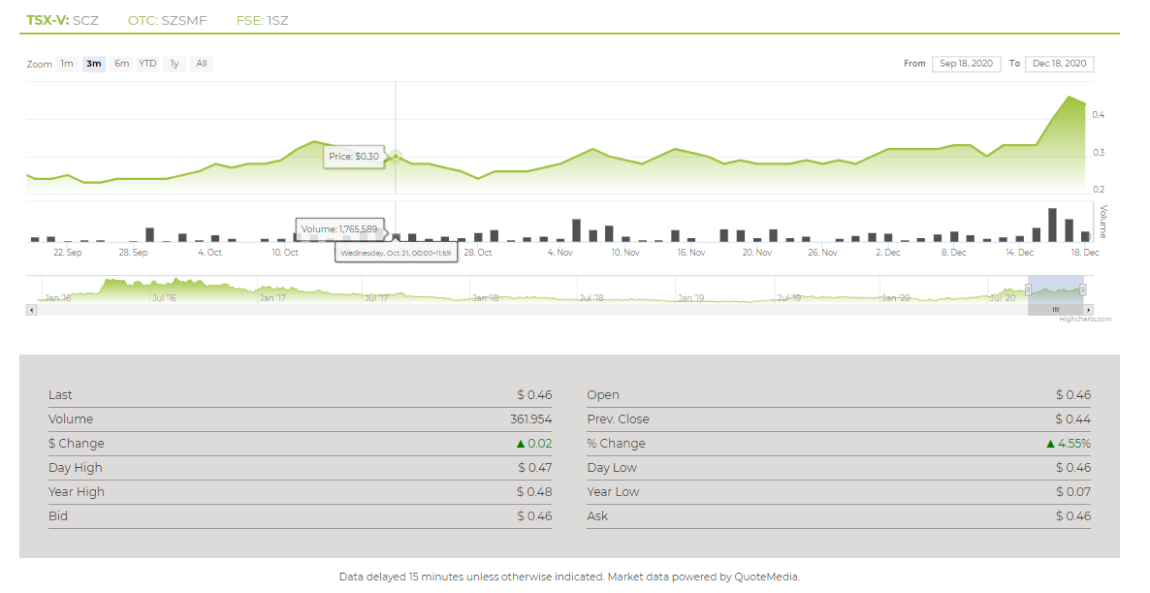 TSX-V: SCZ OTC: SZSMF FSE: 1SZ
Zoom 1m 3m 6m YTD 1y All From Sep 18, 2020 To Dec 18, 2020
0.4
Price: $0.30 0.3
0.2
Volume: 1,765,589 Volume
0
22. Sep 28. Sep 4. Oct 10. Oct Wednesday, Oct 21, 00:00-11:59 28. Oct 4. Nov 10. Nov 16. Nov 20. Nov 26. Nov 2. Dec 8. Dec 14. Dec 18. Dec
Jan '16 Jul '16 Jan '17 Jul '17 Jan '18 Jul '18 Jan '19 Jul '19 Jan '20 Jul '20
Highcharts.com
Last $ 0.46 Open $ 0.46
Volume 361.954 Prev. Close $ 0.44
$ Change ▲ 0.02 % Change ▲ 4.55%
Day High $ 0.47 Day Low $ 0.46
Year High $ 0.48 Year Low $ 0.07
Bid $ 0.46 Ask $ 0.46
Data delayed 15 minutes unless otherwise indicated. Market data powered by QuoteMedia.